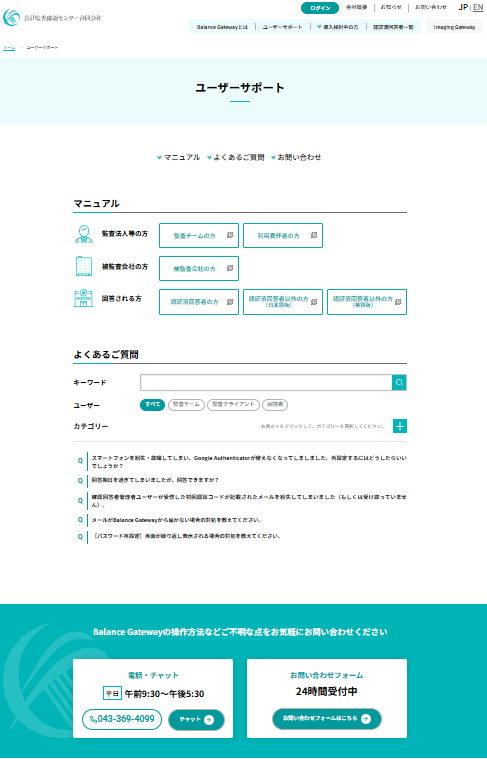 会計監査確認センター合同会社
ログイン 会社概要 お知らせ お問い合わせ JP | EN
Balance Gatewayとは ユーザーサポート 導入検討中の方 認証済回答者一覧 Imaging Gateway
ホーム ＞ ユーザーサポート
ユーザーサポート
マニュアル よくあるご質問 お問い合わせ
マニュアル
監査法人等の方 監査チームの方 利用責任者の方
被監査会社の方 被監査会社の方
回答される方 認証済回答者の方 認証済回答者以外の方 認証済回答者以外の方
（日本語版） （英語版）
よくあるご質問
キーワード
ユーザー すべて 監査チーム 監査クライアント 回答者
カテゴリー 右側の＋をクリックして、カテゴリーを選択してください。
Q スマートフォンを紛失・故障してしまい、Google Authenticatorが使えなくなってしましました。再設定するにはどうしたらいい
でしょうか？
Q 回答期日を過ぎてしまいましたが、回答できますか？
Q 確認回答者管理者ユーザーが受信した初回認証コードが記載されたメールを紛失してしまいました（もしくは受け取っていませ
ん）。
Q メールがBalance Gatewayから届かない場合の対処を教えてください。
Q ［パスワード再設定］画面が繰り返し表示される場合の対処を教えてください。
Balance Gatewayの操作方法などご不明な点をお気軽にお問い合わせください
電話・チャット
平日 午前9:30〜午後5:30
043-369-4099 チャット
お問い合わせフォーム
24時間受付中
お問い合わせフォームはこちら